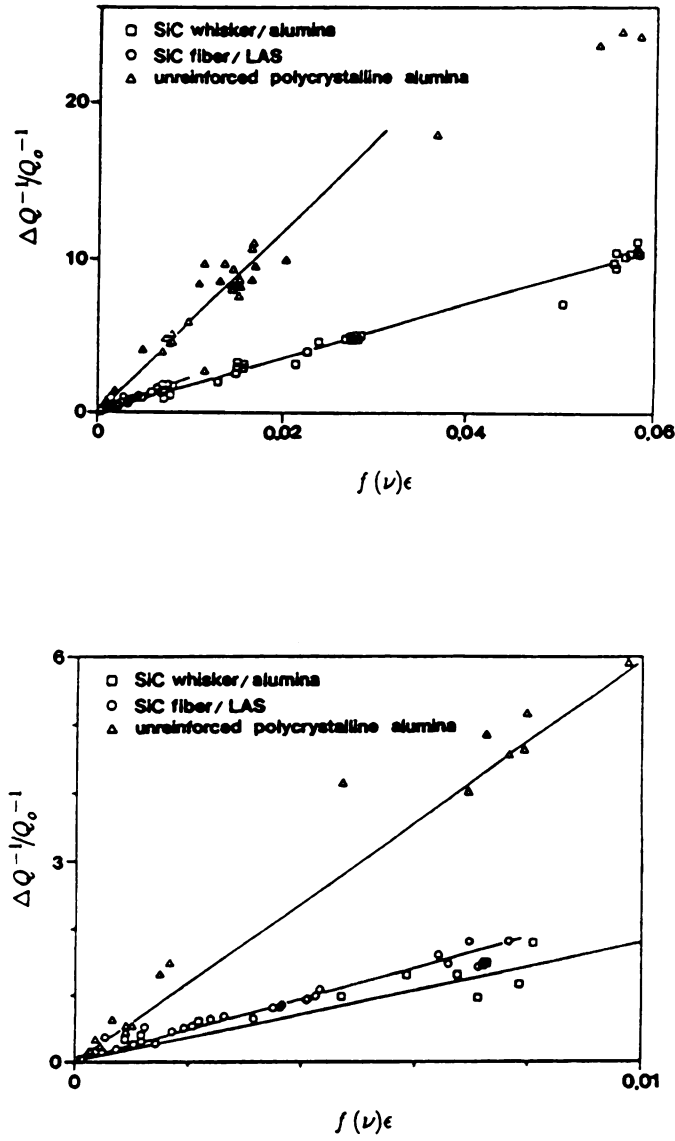 SiC whisker/alumina
SiC fiber/LAS
unreinforced polycrystalline alumina
20
10
0
ΔQ⁻¹/Qₒ⁻¹
0
0.02
0.04
0.06
f(ν)ϵ
6
SiC whisker/alumina
SiC fiber/LAS
unreinforced polycrystalline alumina
3
0
ΔQ⁻¹/Qₒ⁻¹
0
0.01
f(ν)ϵ